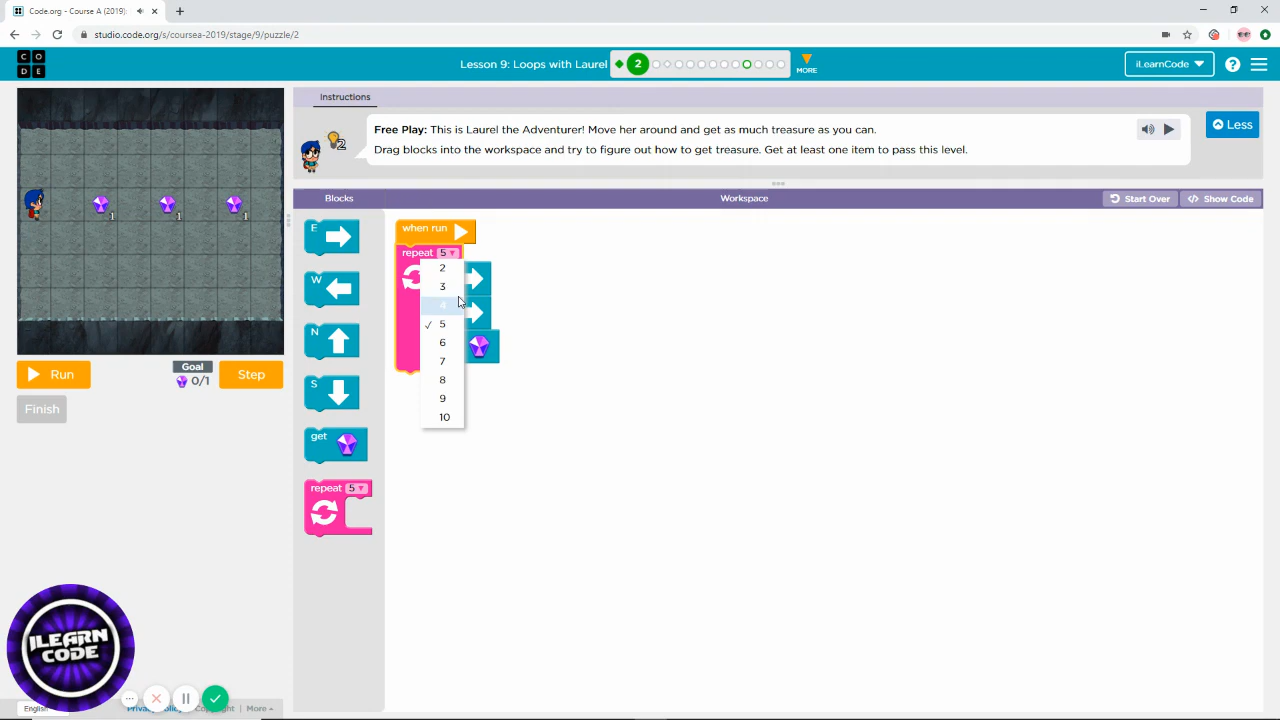 Code.org - Course A (2019):
studio.code.org/s/coursea-2019/stage/9/puzzle/2
C O
D E
Lesson 9: Loops with Laurel
2
MORE
iLearnCode
?
Instructions
2
Free Play: This is Laurel the Adventurer! Move her around and get as much treasure as you can.
Drag blocks into the workspace and try to figure out how to get treasure. Get at least one item to pass this level.
Less
Blocks
Workspace
Start Over
Show Code
1
1
1
E
W
N
S
get
repeat 5
when run
repeat 5
2
3
4
✓ 5
6
7
8
9
10
Run
Goal
0/1
Step
Finish
ILEARN
CODE
English
| More